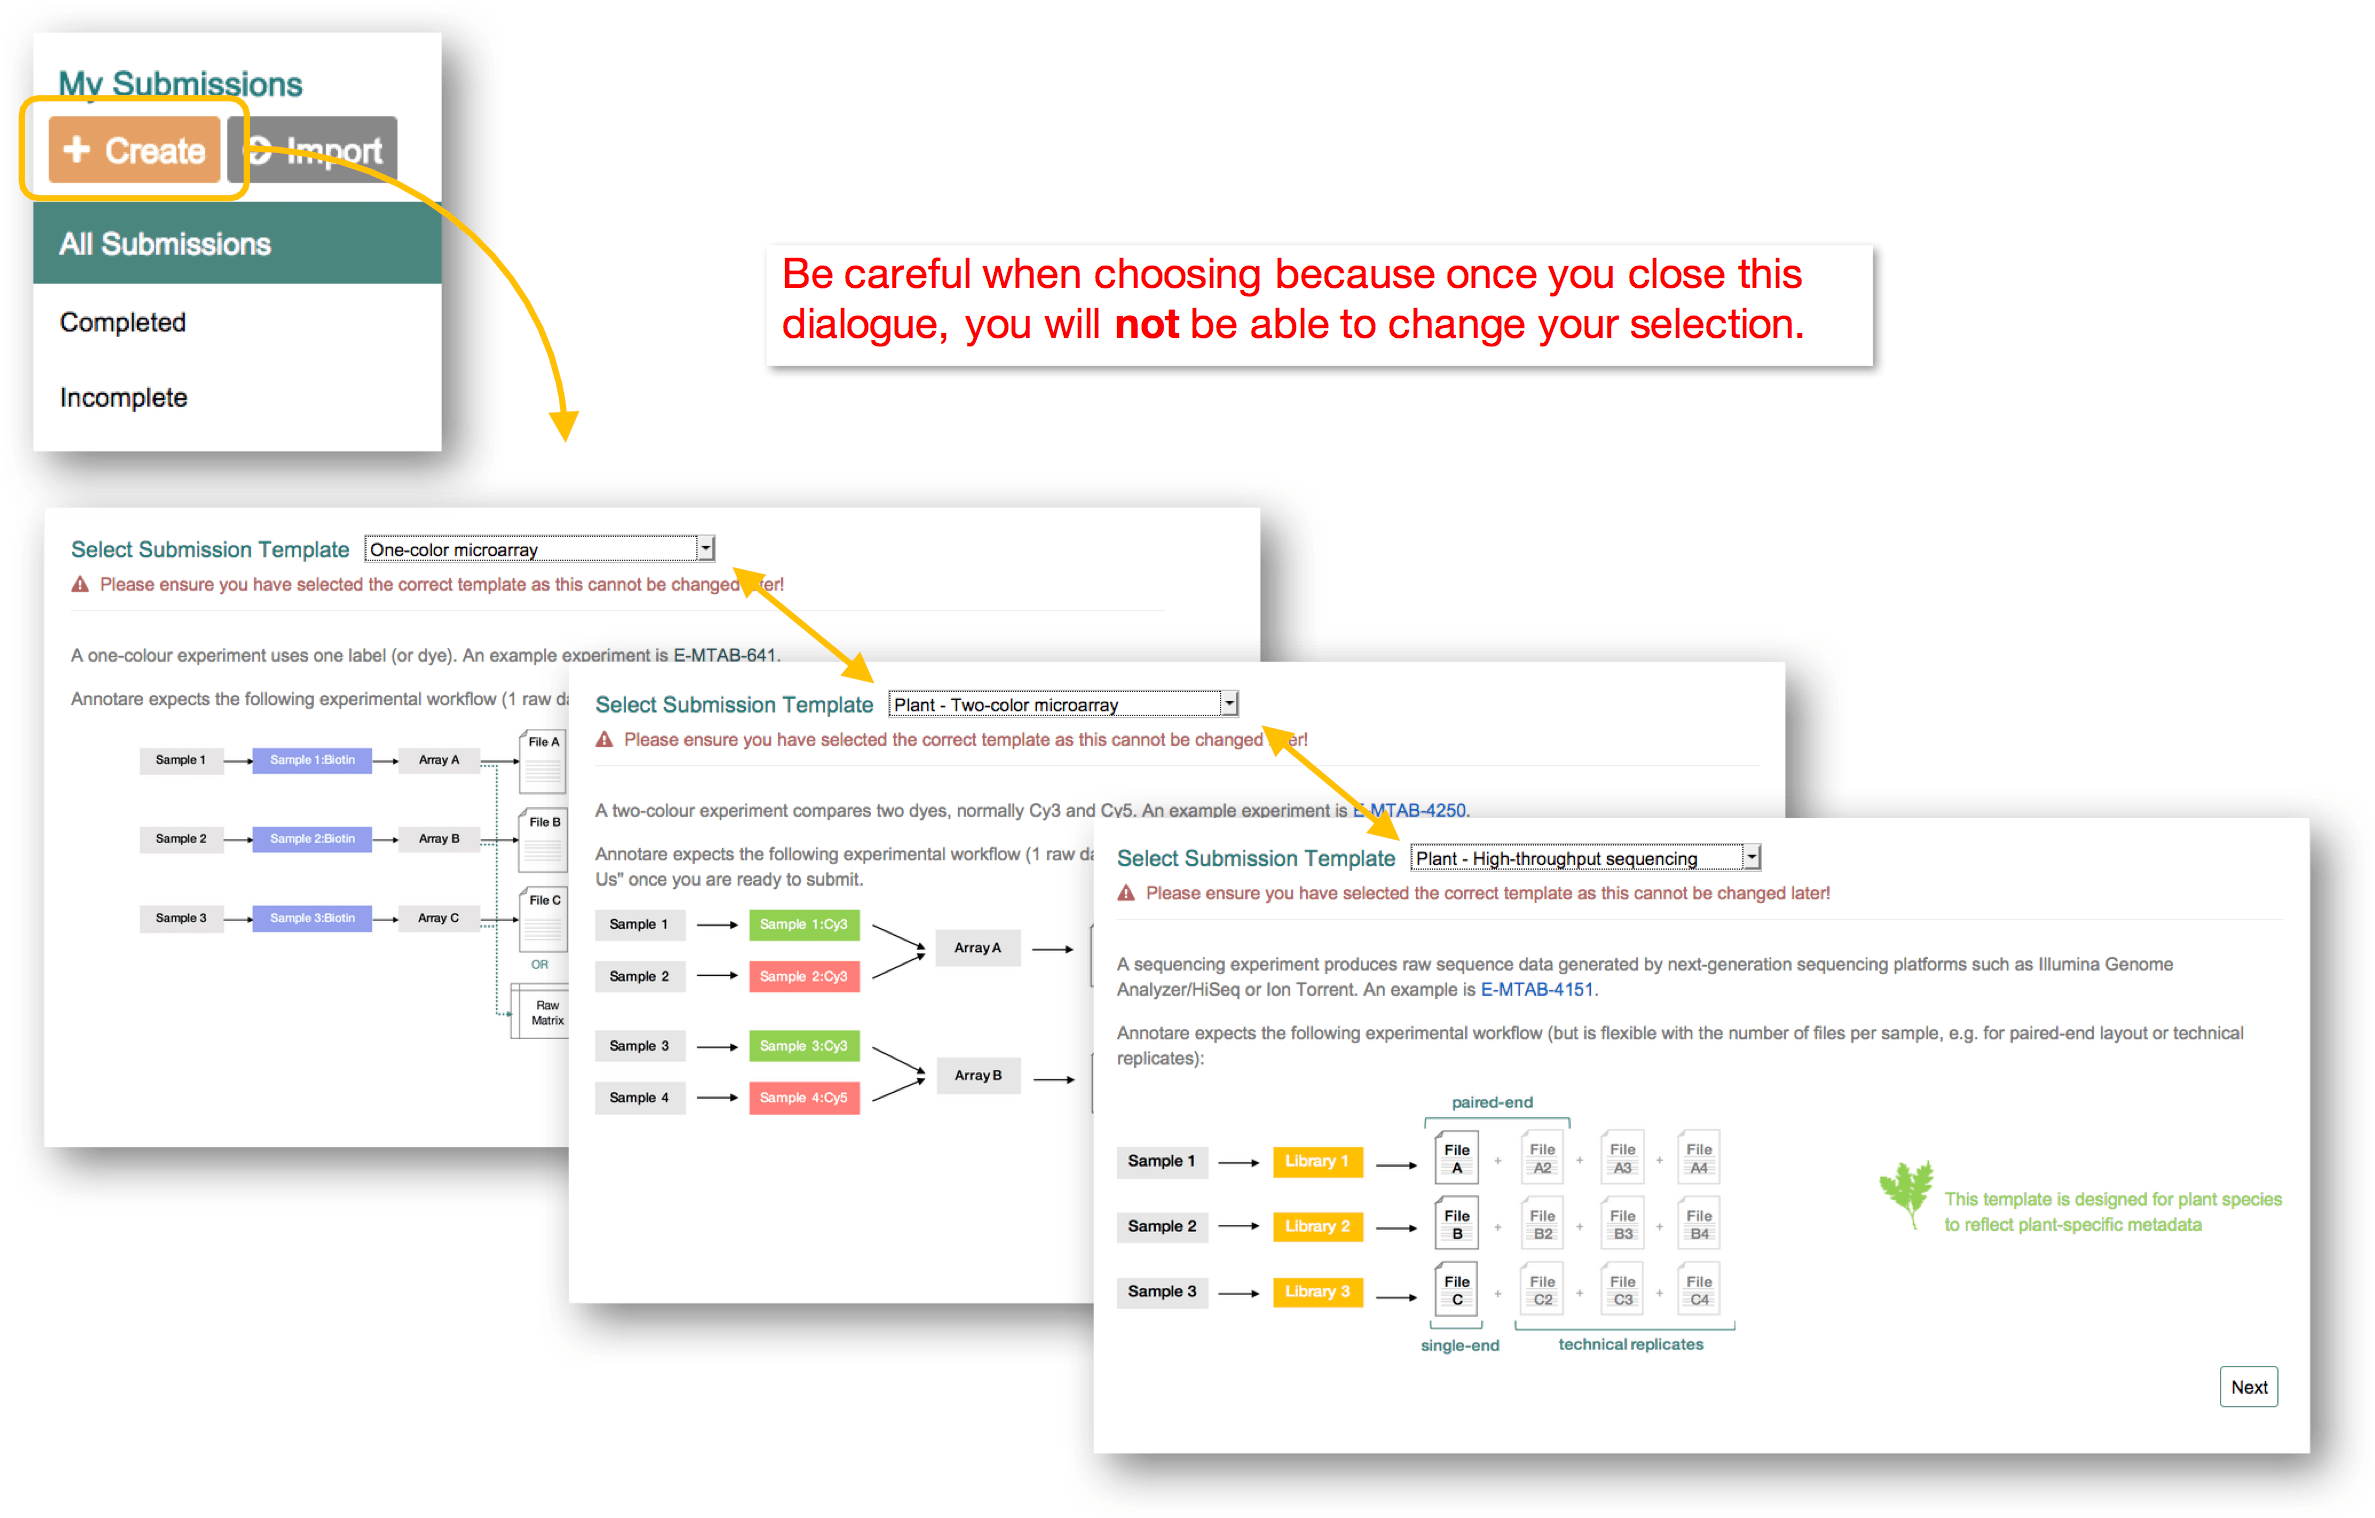 My Submissions
Create
Import
All Submissions
Completed
Incomplete
Be careful when choosing because once you close this
dialogue, you will not be able to change your selection.
Select Submission Template One-color microarray
Please ensure you have selected the correct template as this cannot be changed
A one-colour experiment uses one label (or dye). An example experiment is E-MTAB-641.
Annotare expects the following experimental workflow (1 raw
Sample 1 Sample 1:Biotin Array A File A
Sample 2 Sample 2:Biotin Array B File B
Sample 3 Sample 3:Biotin Array C File C
OR
Raw
Matrix
Select Submission Template Plant - Two-color microarray
Please ensure you have selected the correct template as this cannot be changed
A two-colour experiment compares two dyes, normally Cy3 and Cy5. An example experiment is E-MTAB-4250.
Annotare expects the following experimental workflow (1 raw
Us" once you are ready to submit.
Sample 1 Sample 1:Cy3
Array A
Sample 2 Sample 2:Cy3
Sample 3 Sample 3:Cy3
Array B
Sample 4 Sample 4:Cy5
Select Submission Template Plant - High-throughput sequencing
Please ensure you have selected the correct template as this cannot be changed later!
A sequencing experiment produces raw sequence data generated by next-generation sequencing platforms such as Illumina Genome
Analyzer/HiSeq or Ion Torrent. An example is E-MTAB-4151.
Annotare expects the following experimental workflow (but is flexible with the number of files per sample, e.g. for paired-end layout or technical
replicates):
paired-end
Sample 1 Library 1 File A + File A2 + File A3 + File A4
Sample 2 Library 2 File B + File B2 + File B3 + File B4
Sample 3 Library 3 File C + File C2 + File C3 + File C4
single-end technical replicates
This template is designed for plant species
to reflect plant-specific metadata
Next